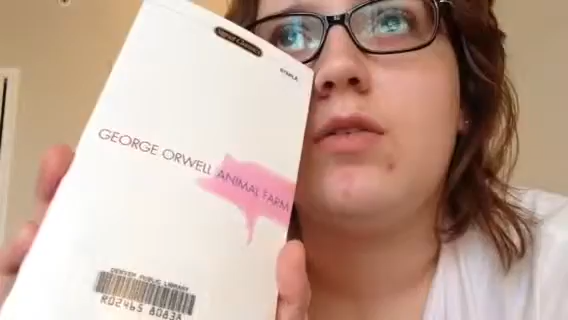 GEORGE ORWELL ANIMAL FARM
DENVER PUBLIC LIBRARY
R02465 8083A